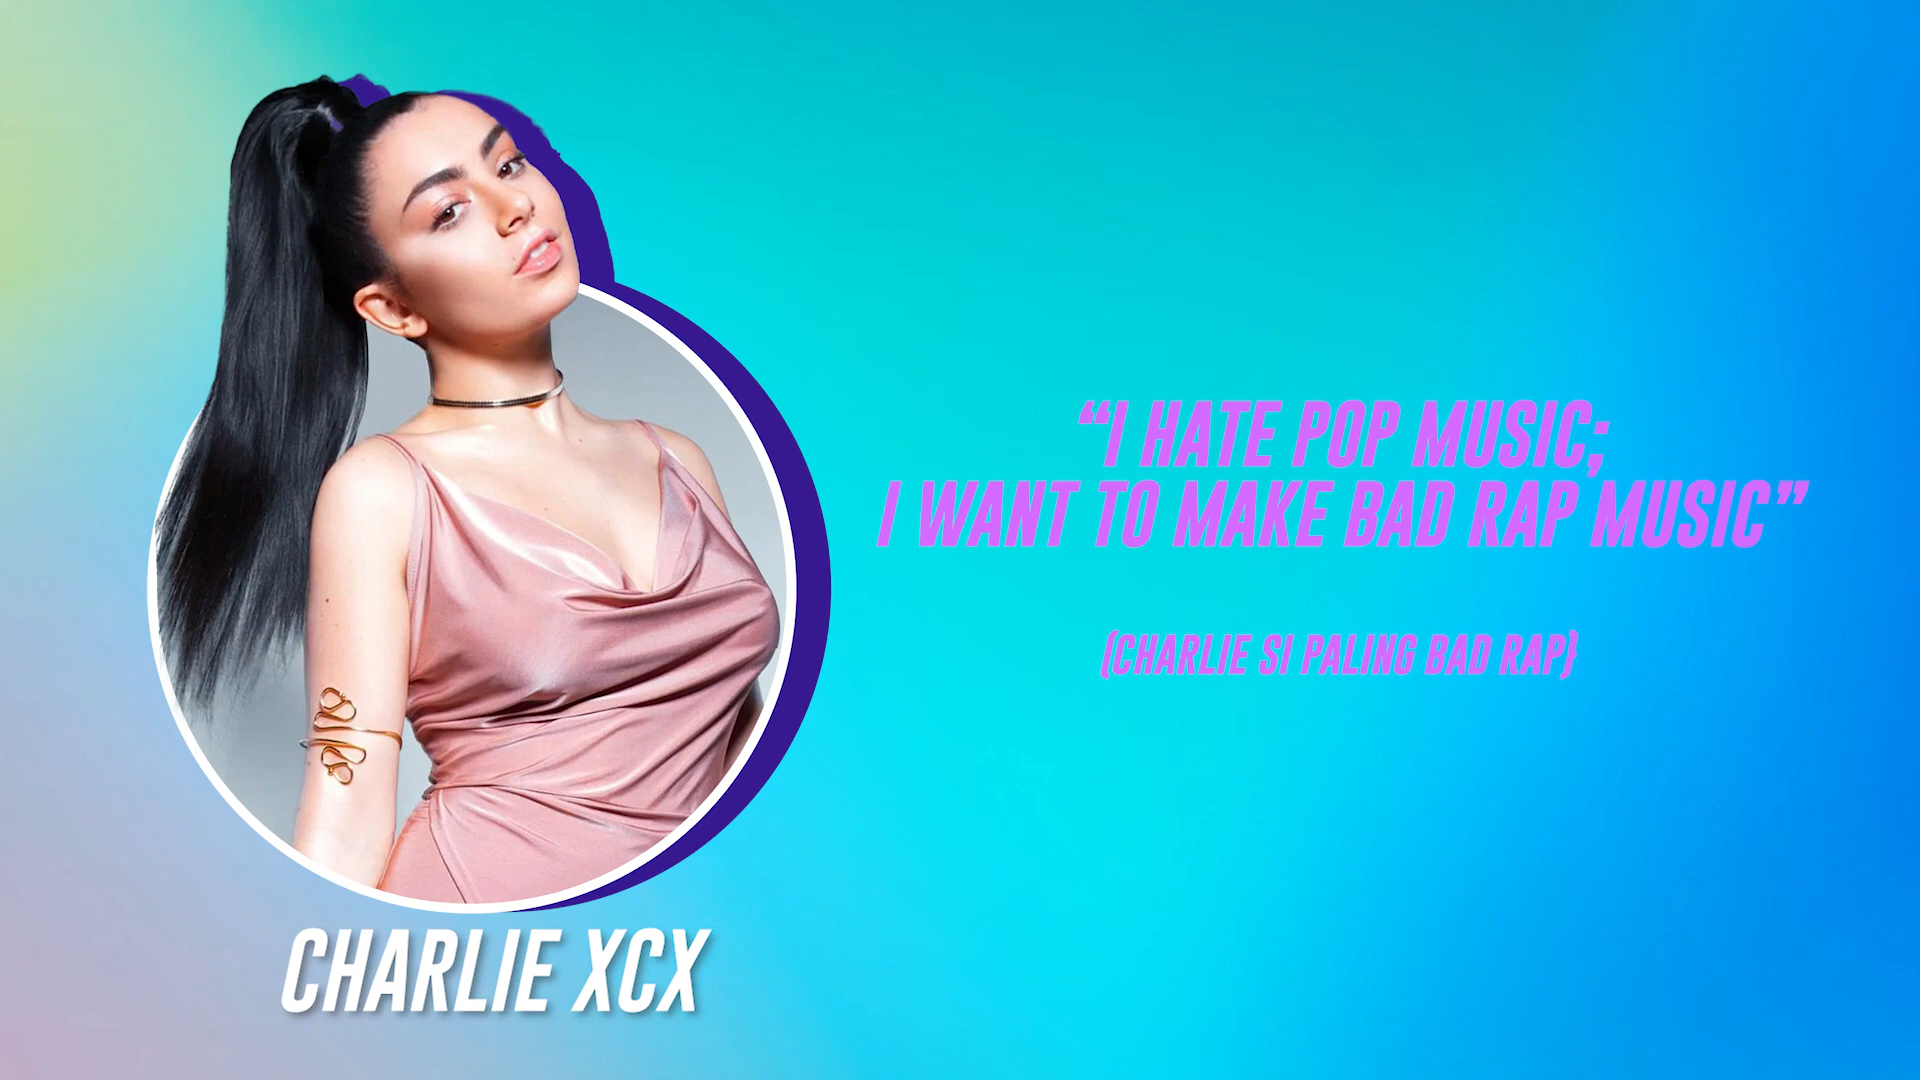 “I HATE POP MUSIC;
I WANT TO MAKE BAD RAP MUSIC”
(CHARLIE SI PALING BAD RAP}
CHARLIE XCX